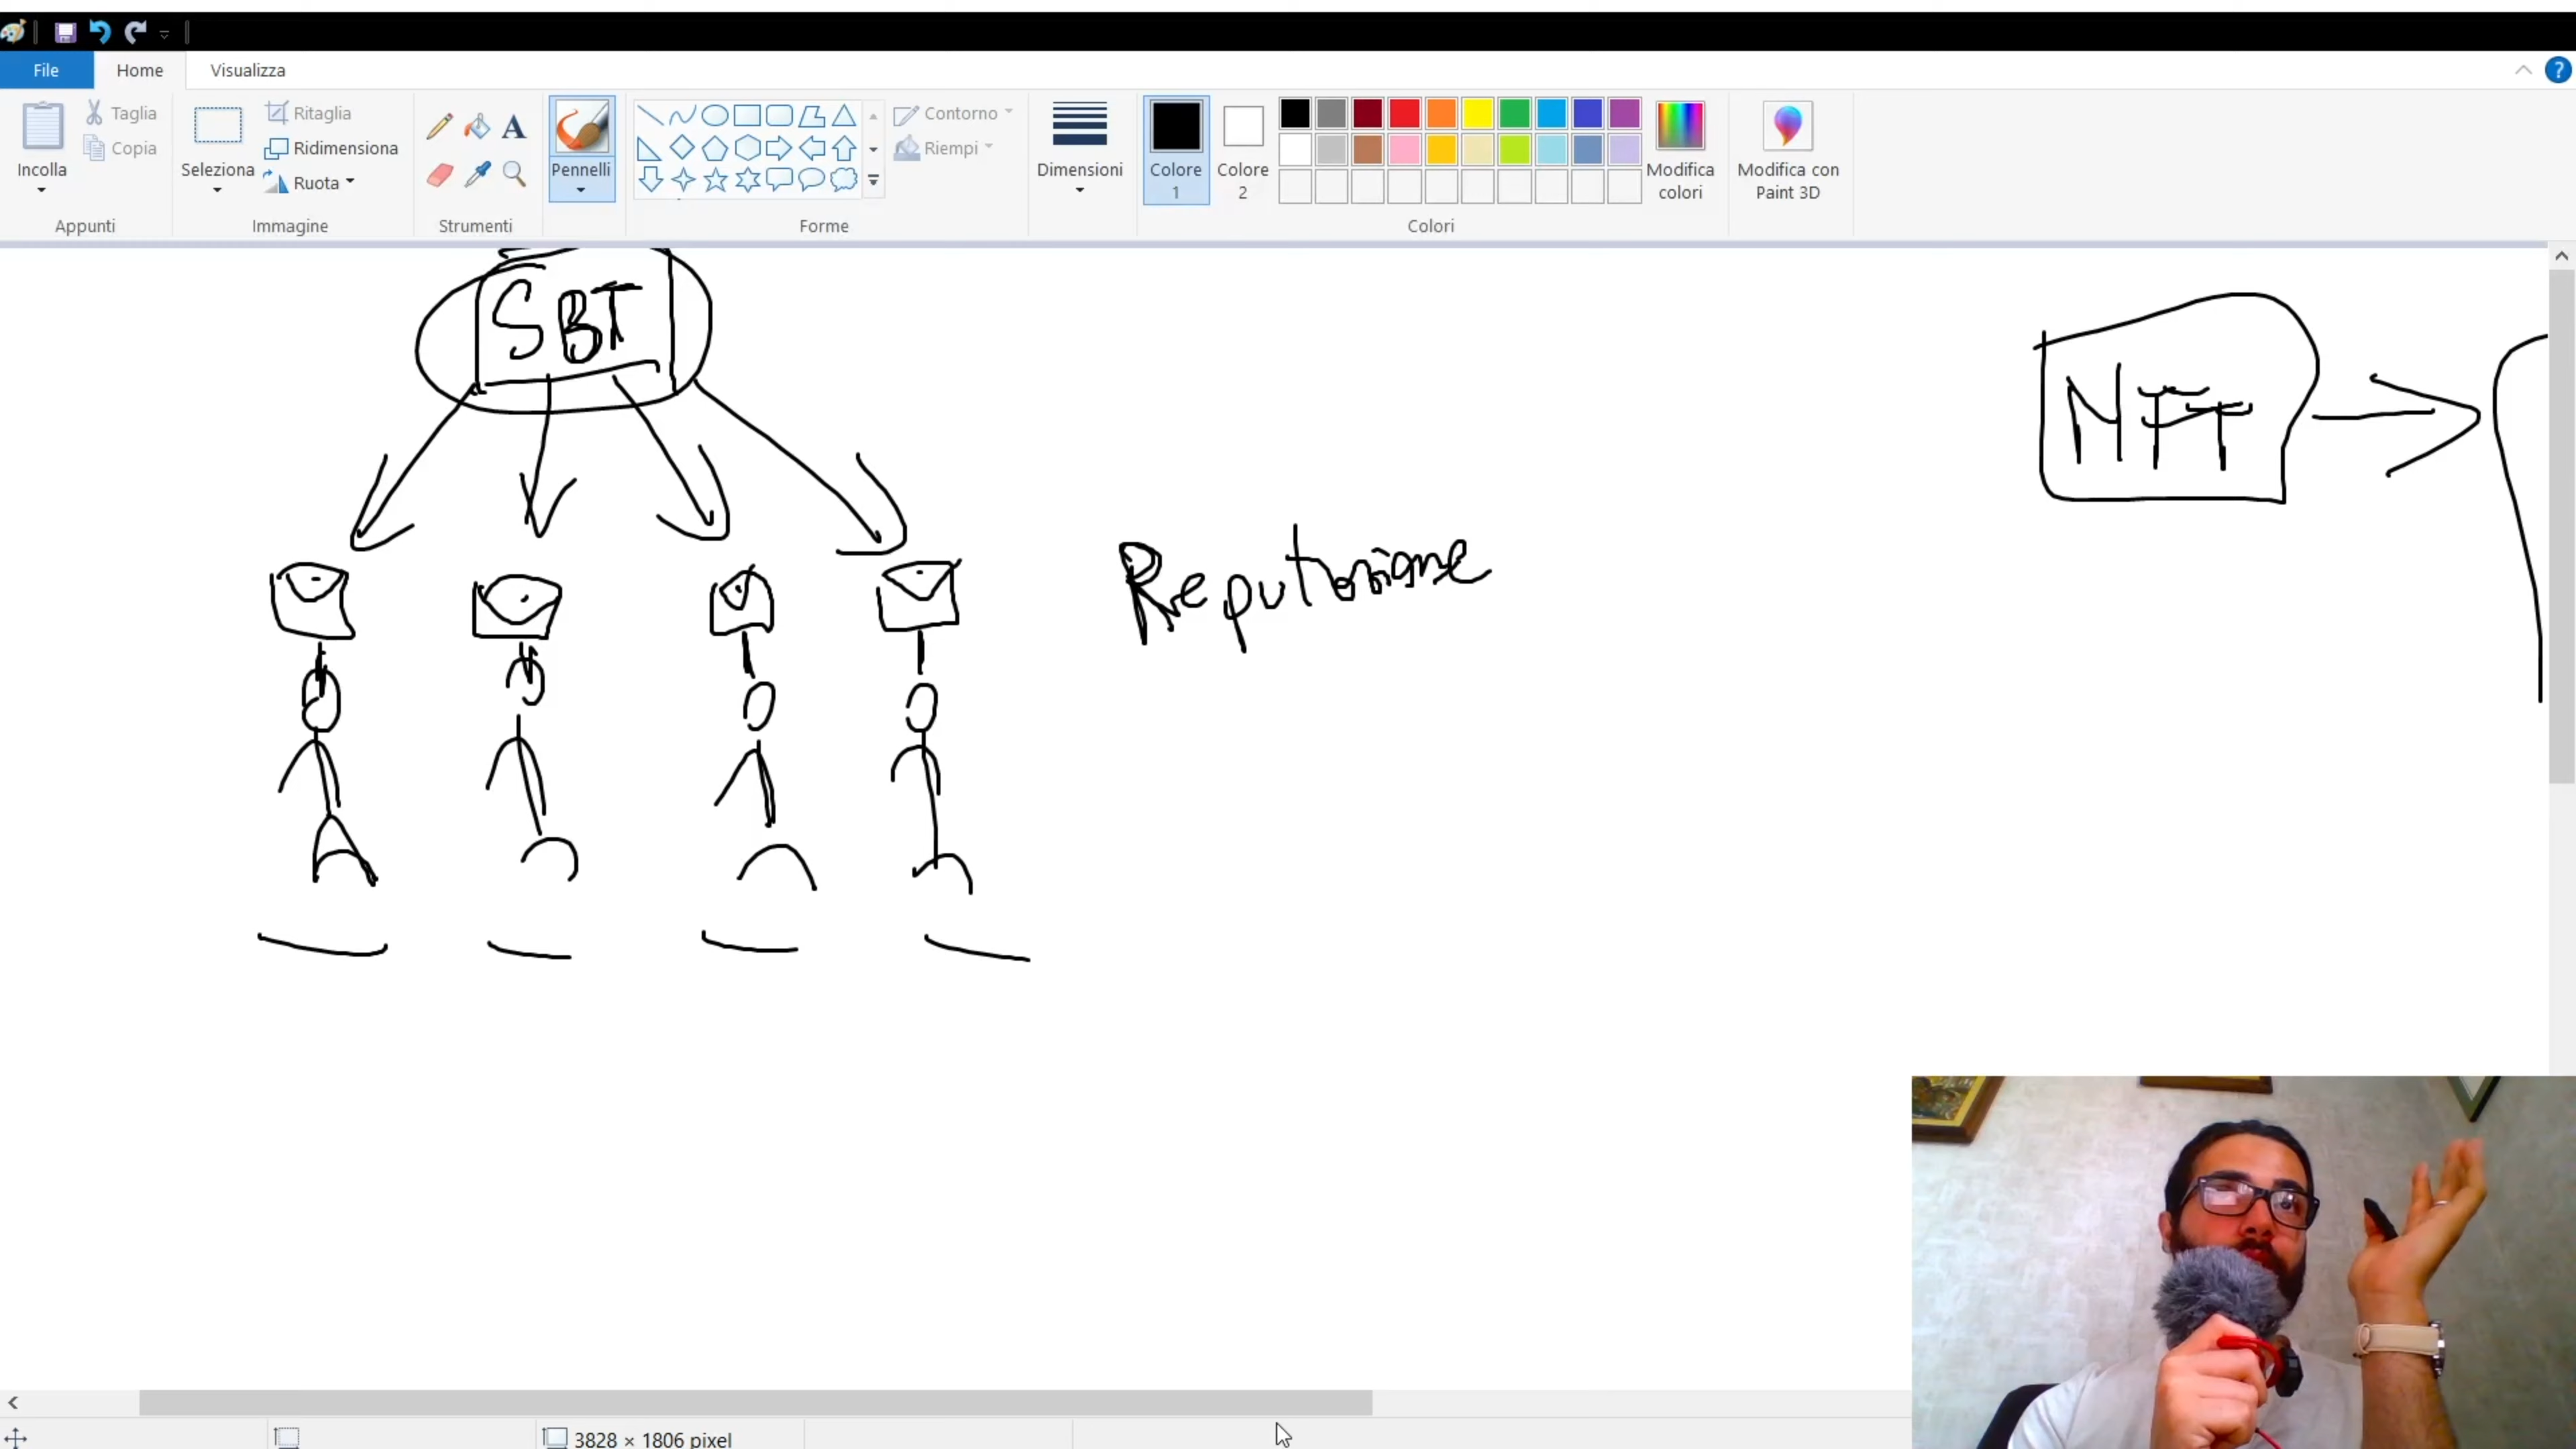 File Home Visualizza
Incolla
Taglia
Copia
Appunti
Seleziona
Ritaglia
Ridimensiona
Ruota
Immagine
Strumenti
Pennelli
Forme
Contorno
Riempi
Dimensioni
Colore 1
Colore 2
Modifica colori
Colori
Modifica con Paint 3D
SBT
NFT
Reputazione
3828 × 1806 pixel